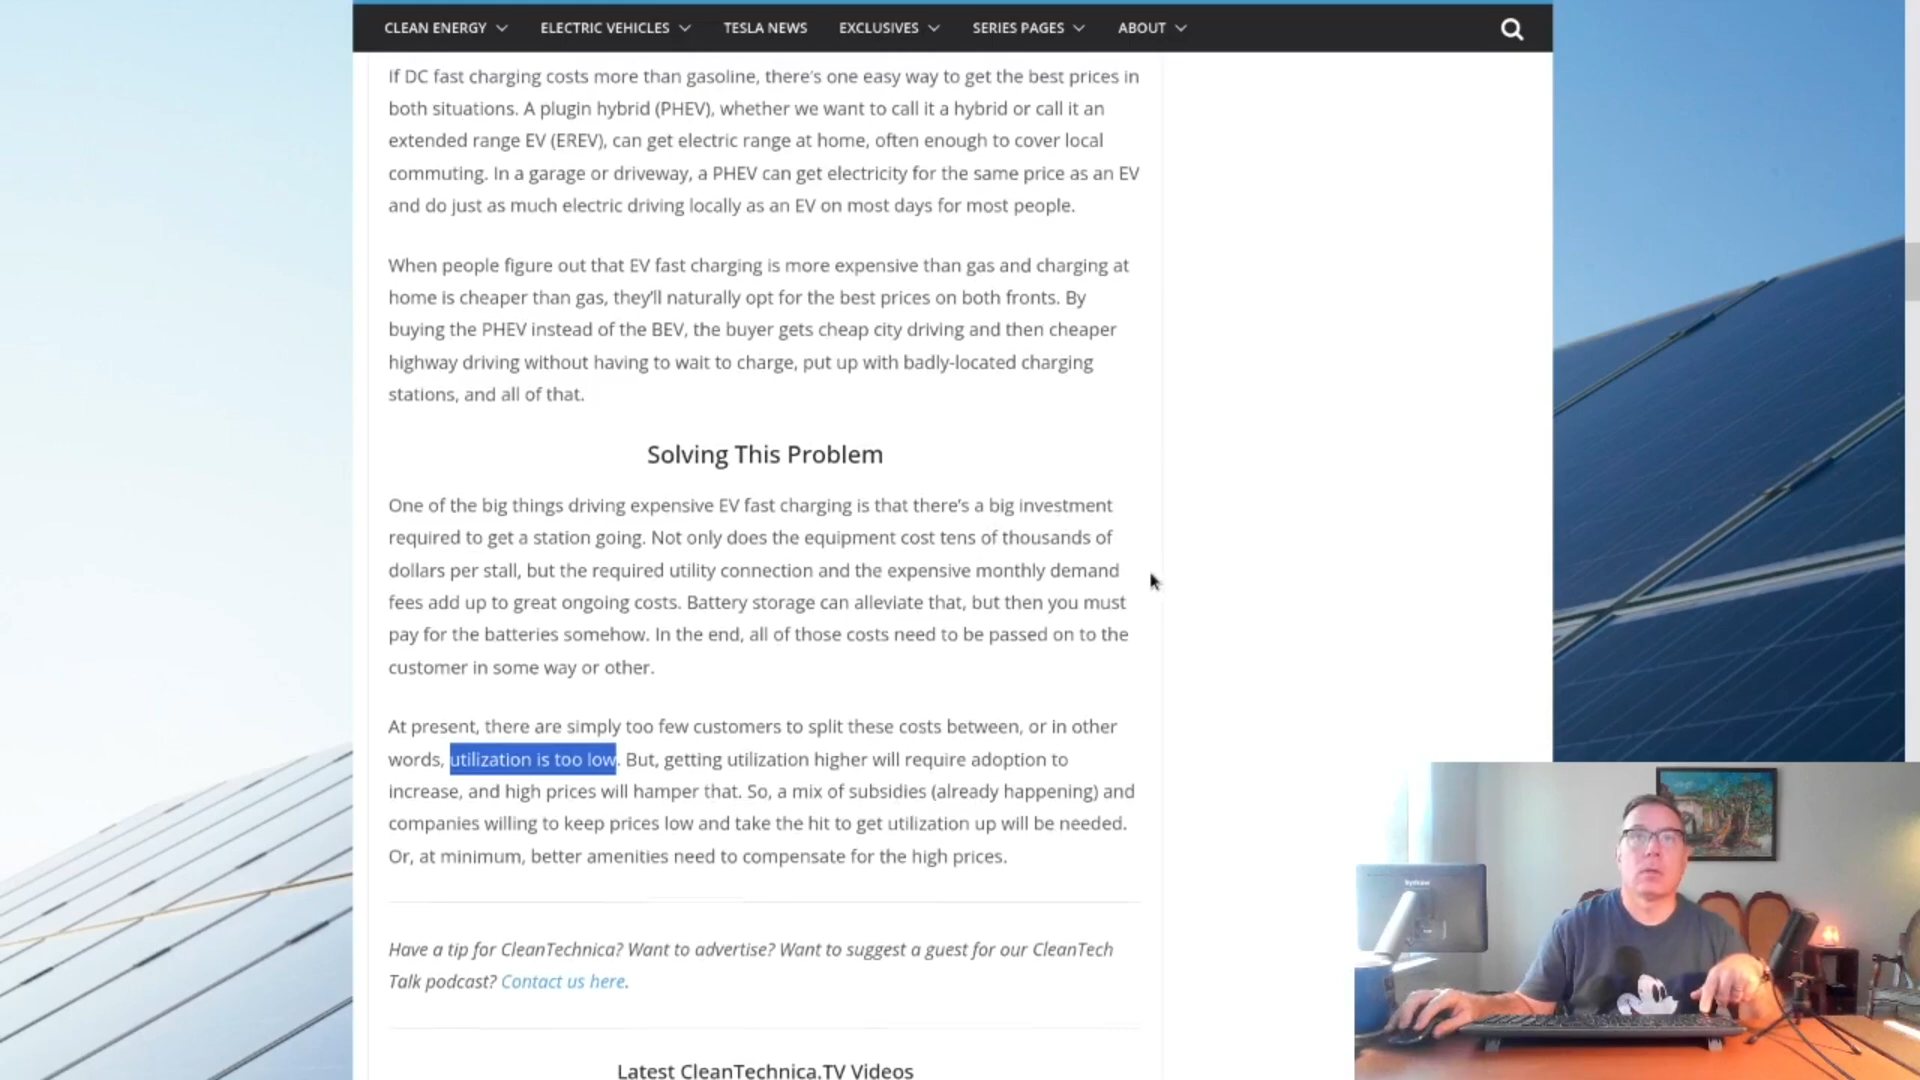 CLEAN ENERGY ELECTRIC VEHICLES TESLA NEWS EXCLUSIVES SERIES PAGES ABOUT
If DC fast charging costs more than gasoline, there's one easy way to get the best prices in
both situations. A plugin hybrid (PHEV), whether we want to call it a hybrid or call it an
extended range EV (EREV), can get electric range at home, often enough to cover local
commuting. In a garage or driveway, a PHEV can get electricity for the same price as an EV
and do just as much electric driving locally as an EV on most days for most people.
When people figure out that EV fast charging is more expensive than gas and charging at
home is cheaper than gas, they'll naturally opt for the best prices on both fronts. By
buying the PHEV instead of the BEV, the buyer gets cheap city driving and then cheaper
highway driving without having to wait to charge, put up with badly-located charging
stations, and all of that.
Solving This Problem
One of the big things driving expensive EV fast charging is that there's a big investment
required to get a station going. Not only does the equipment cost tens of thousands of
dollars per stall, but the required utility connection and the expensive monthly demand
fees add up to great ongoing costs. Battery storage can alleviate that, but then you must
pay for the batteries somehow. In the end, all of those costs need to be passed on to the
customer in some way or other.
At present, there are simply too few customers to split these costs between, or in other
words, utilization is too low. But, getting utilization higher will require adoption to
increase, and high prices will hamper that. So, a mix of subsidies (already happening) and
companies willing to keep prices low and take the hit to get utilization up will be needed.
Or, at minimum, better amenities need to compensate for the high prices.
Have a tip for CleanTechnica? Want to advertise? Want to suggest a guest for our CleanTech
Talk podcast? Contact us here.
Latest CleanTechnica.TV Videos